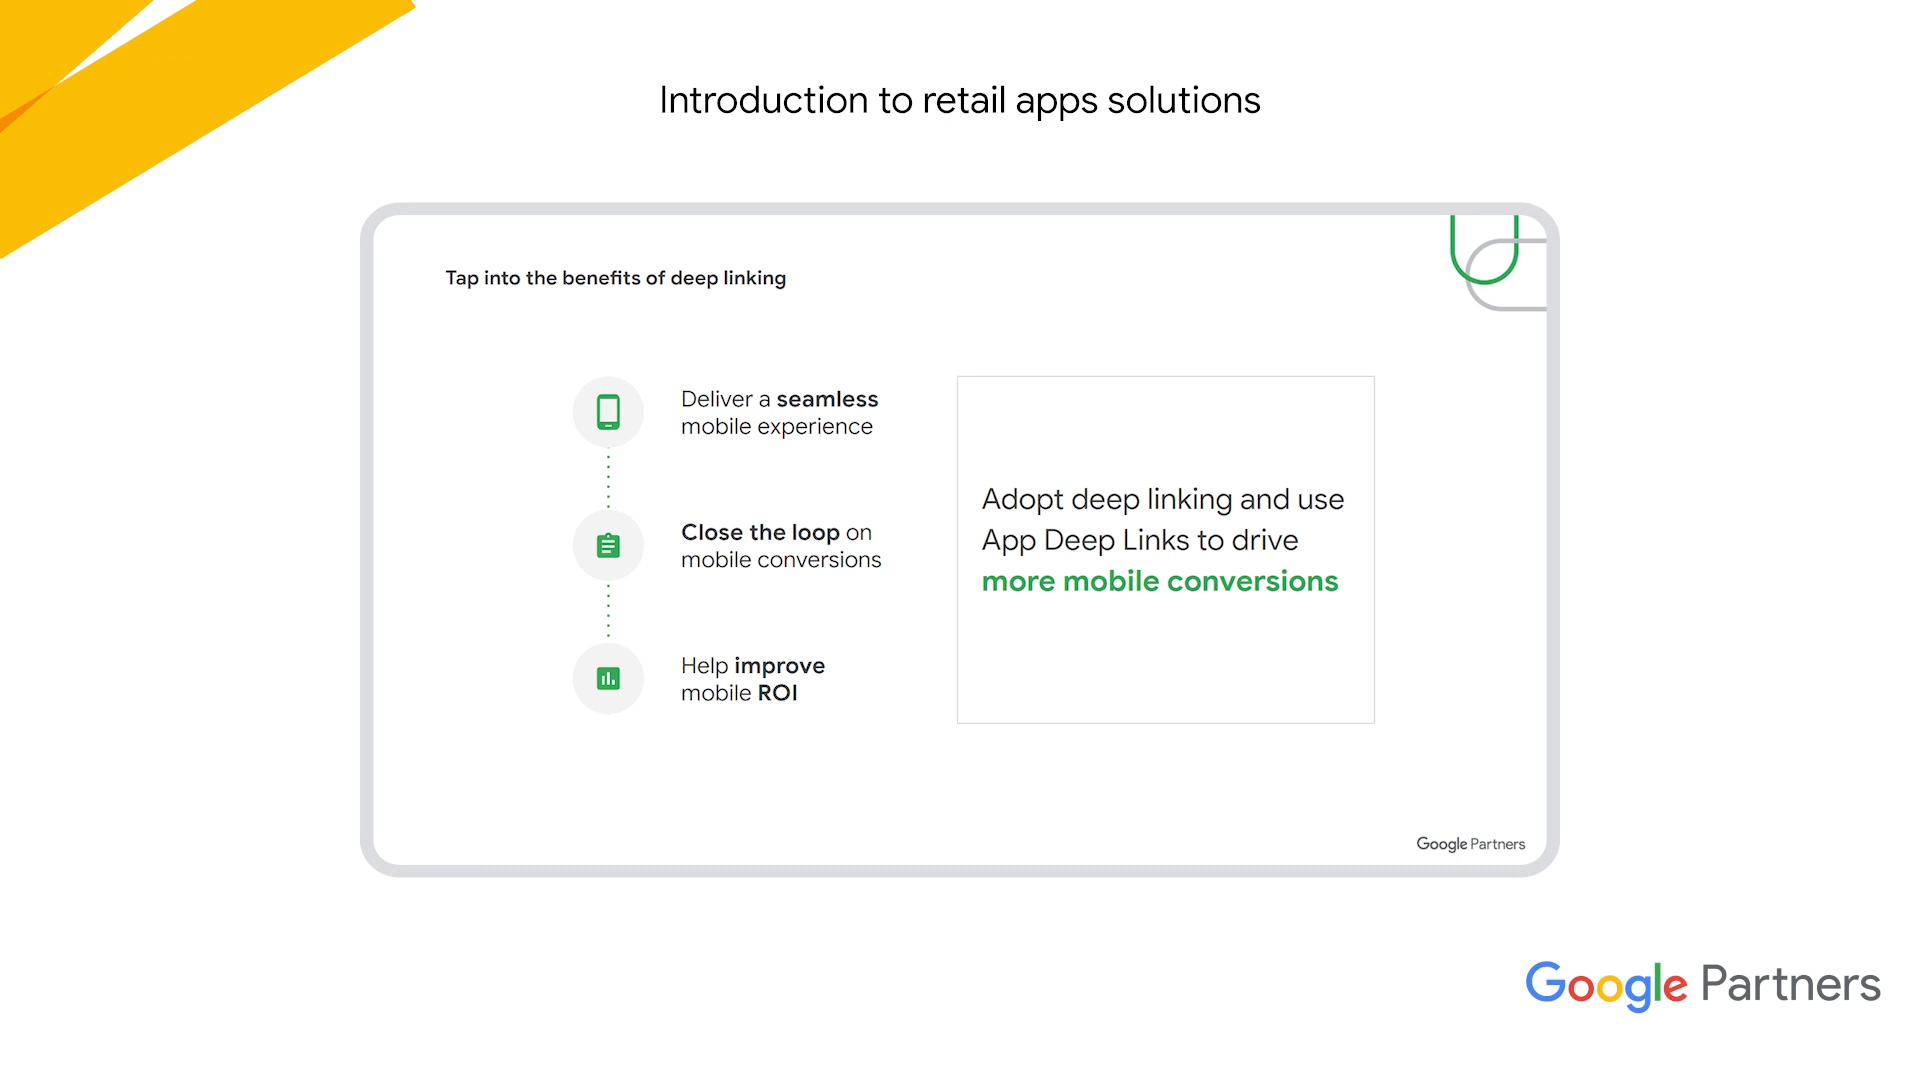 Introduction to retail apps solutions
Tap into the benefits of deep linking
Deliver a seamless
mobile experience
Close the loop on
mobile conversions
Help improve
mobile ROI
Adopt deep linking and use
App Deep Links to drive
more mobile conversions
Google Partners
Google Partners